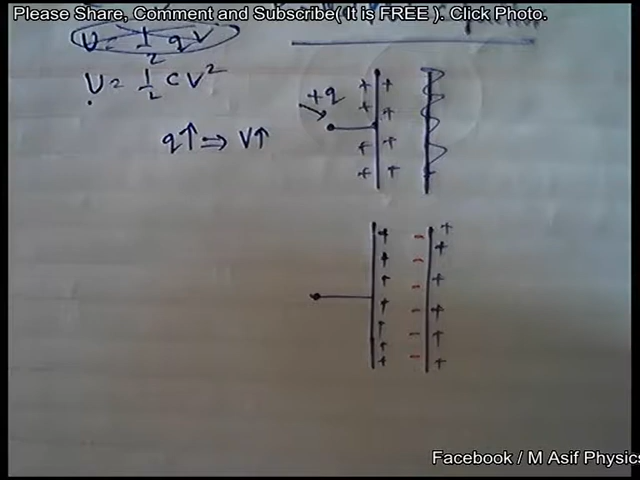 Please Share, Comment and Subscribe( It is FREE ). Click Photo.
U = 1/2 qV
U = 1/2 CV²
+q
q↑ ⇒ V↑
+ +
+ +
+ +
+ +
+ - +
+ - +
+ - +
+ - +
+ - +
+
+ - +
Facebook / M Asif Physics